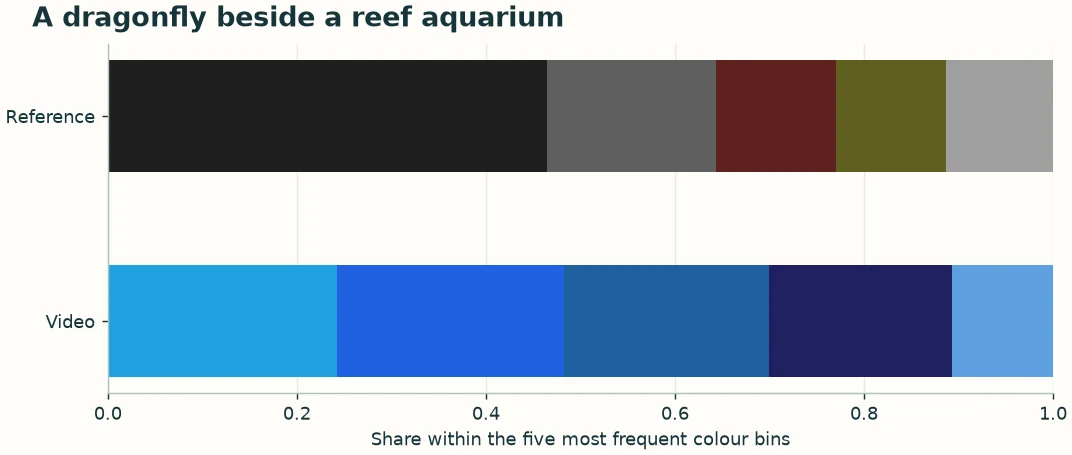 A dragonfly beside a reef aquarium
Reference
Video
0.0 0.2 0.4 0.6 0.8 1.0
Share within the five most frequent colour bins